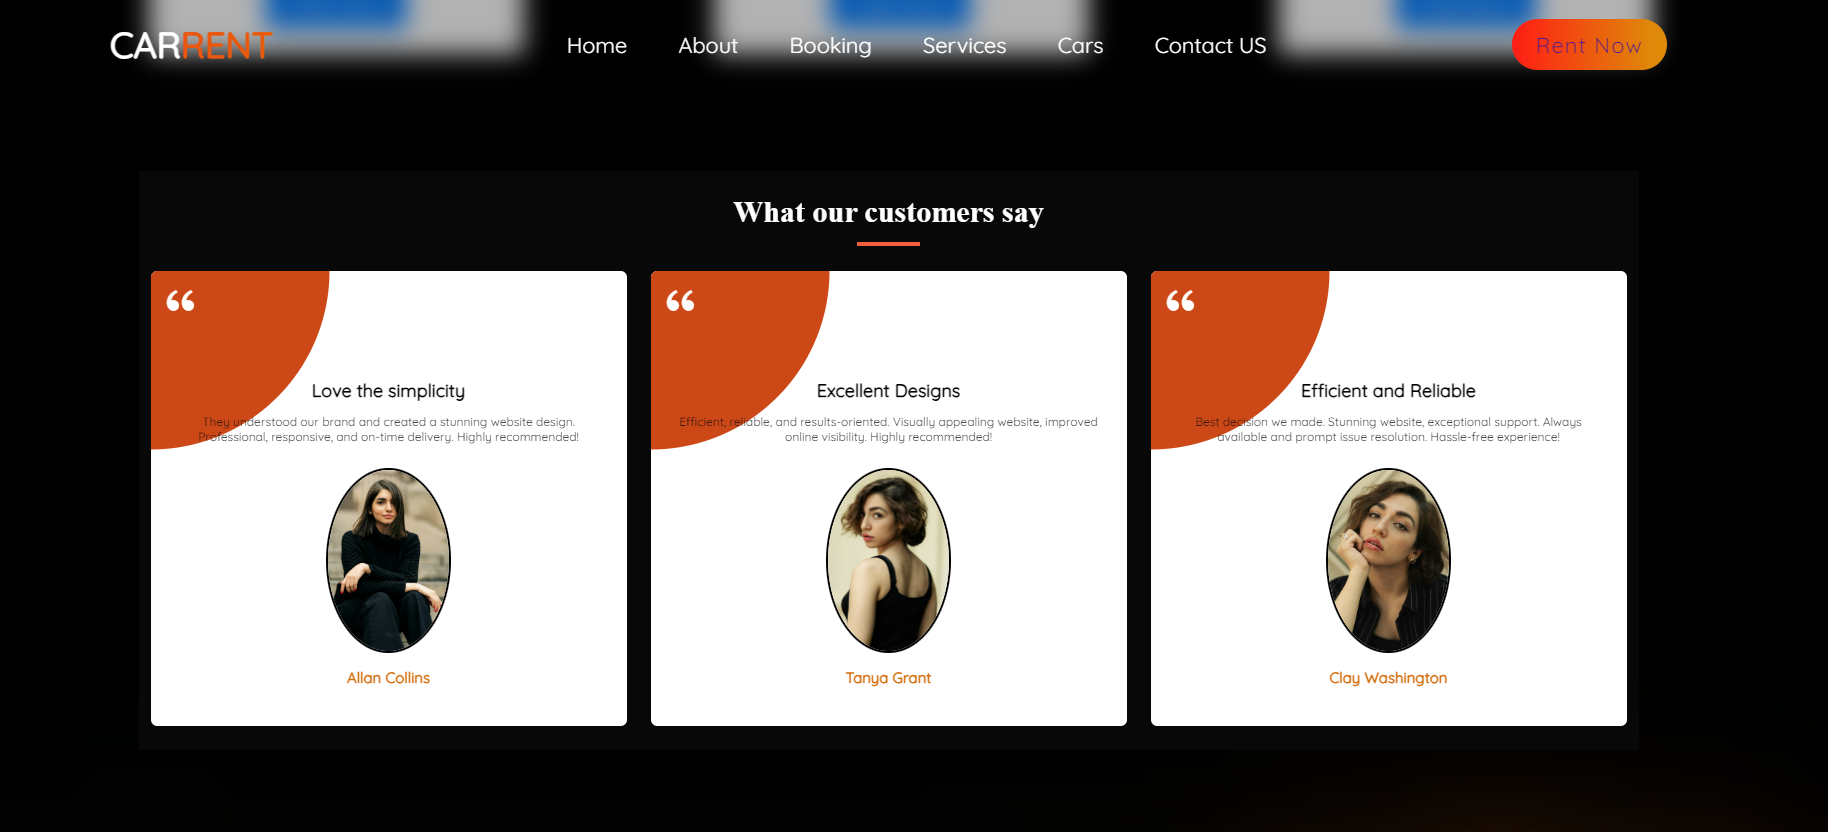 CARRENT
Home About Booking Services Cars Contact US
Rent Now
What our customers say
“
Love the simplicity
They understood our brand and created a stunning website design.
Professional, responsive, and on-time delivery. Highly recommended!
Allan Collins
“
Excellent Designs
Efficient, reliable, and results-oriented. Visually appealing website, improved
online visibility. Highly recommended!
Tanya Grant
“
Efficient and Reliable
Best decision we made. Stunning website, exceptional support. Always
available and prompt issue resolution. Hassle-free experience!
Clay Washington